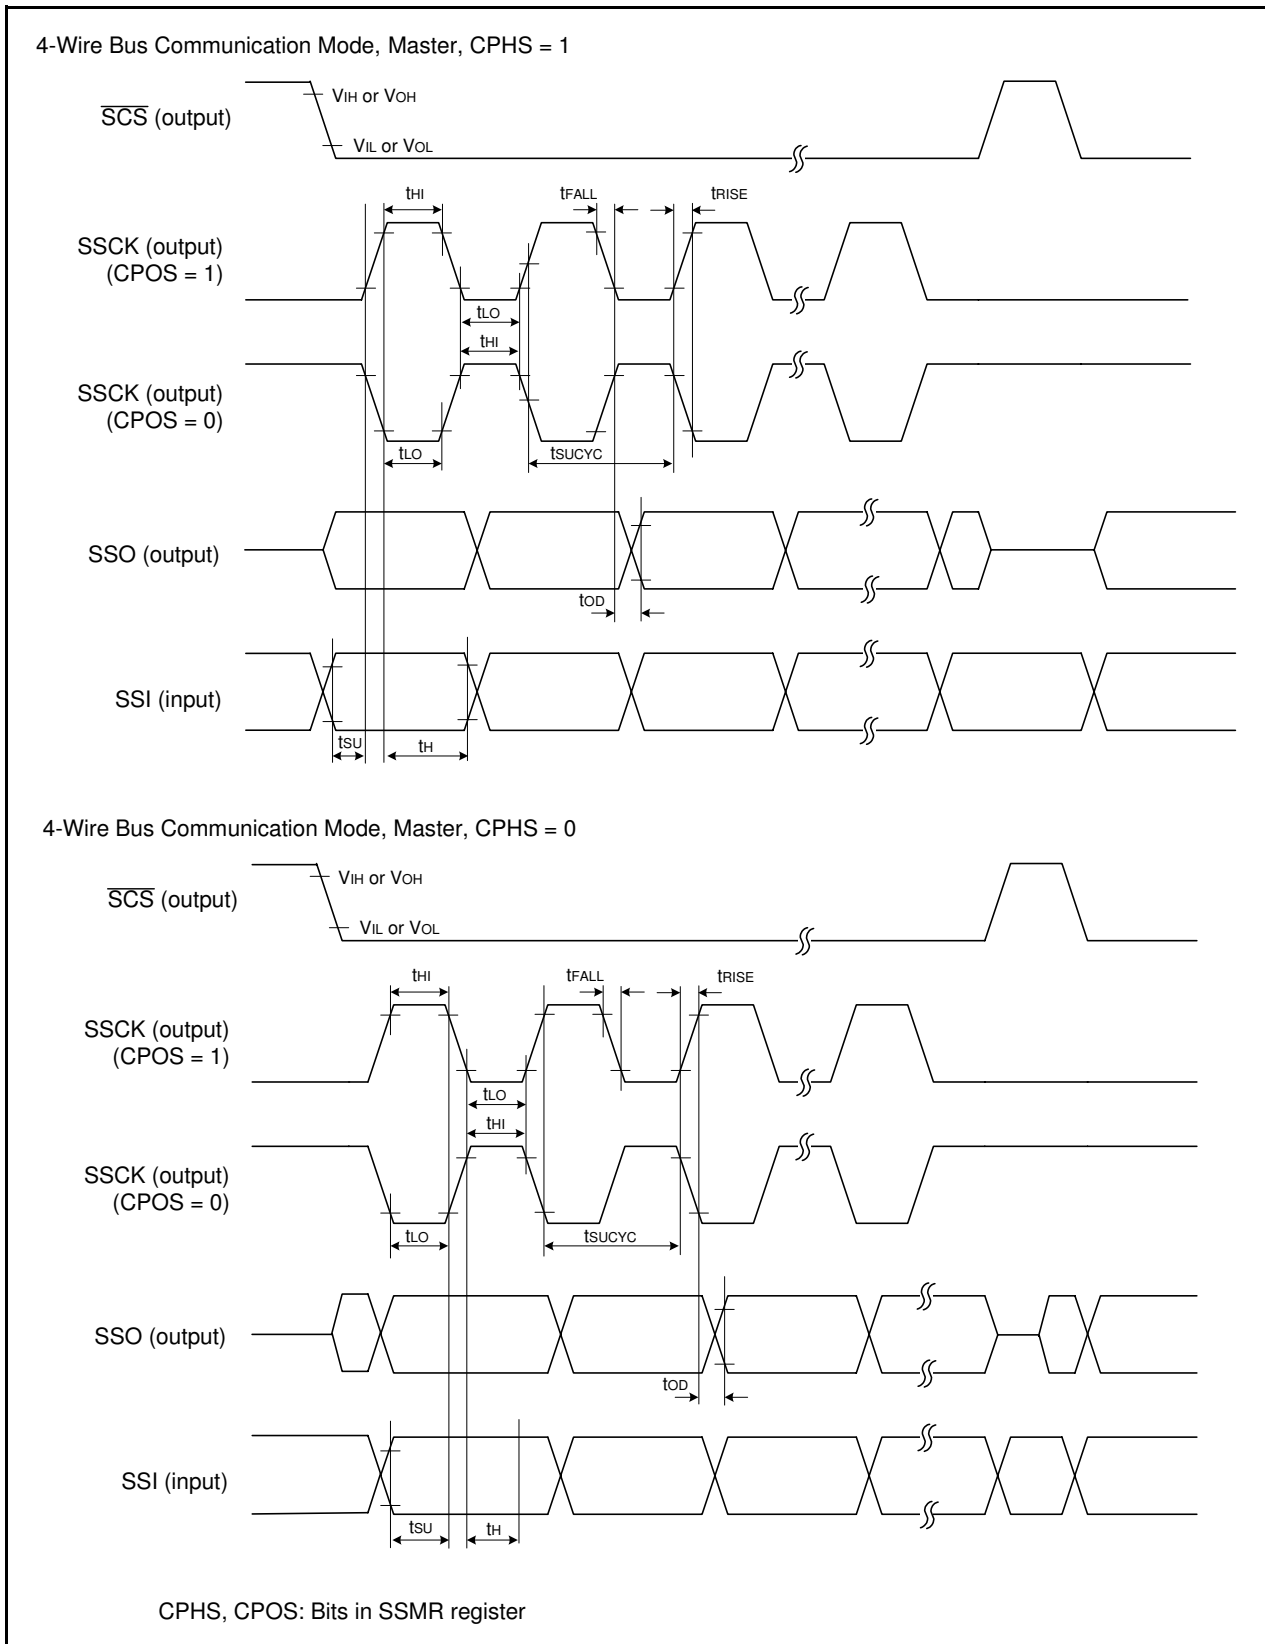 4-Wire Bus Communication Mode, Master, CPHS = 1
VIH or VOH
SCS (output)
VIL or VOL
tHI
tFALL
tRISE
SSCK (output)
(CPOS = 1)
tLO
tHI
SSCK (output)
(CPOS = 0)
tLO
tSUCYC
SSO (output)
tOD
SSI (input)
tSU
tH
4-Wire Bus Communication Mode, Master, CPHS = 0
VIH or VOH
SCS (output)
VIL or VOL
tHI
tFALL
tRISE
SSCK (output)
(CPOS = 1)
tLO
tHI
SSCK (output)
(CPOS = 0)
tLO
tSUCYC
SSO (output)
tOD
SSI (input)
tSU
tH
CPHS, CPOS: Bits in SSMR register